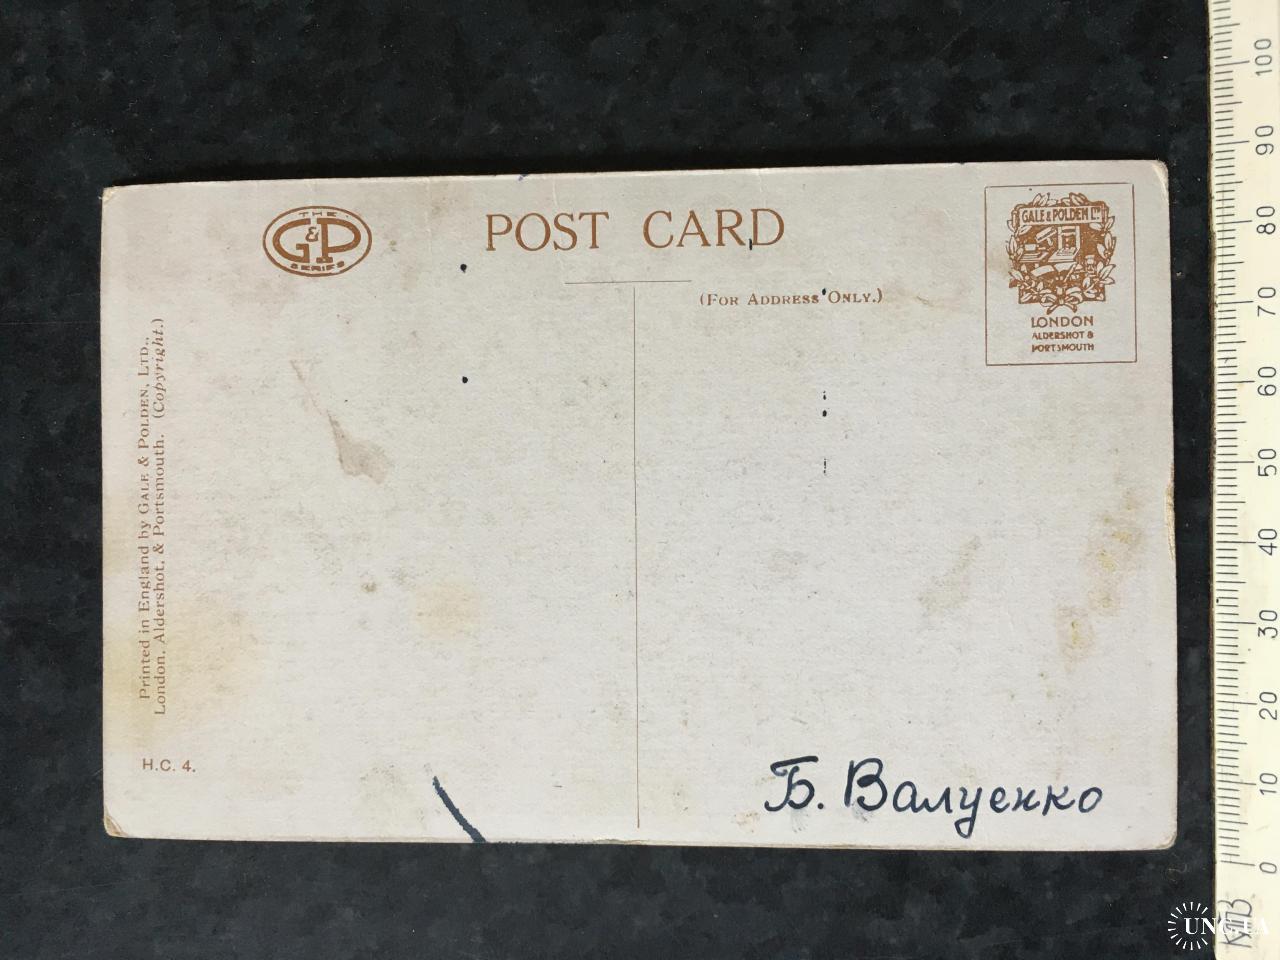 THE
G&P
SERIES
POST CARD
(FOR ADDRESS ONLY.)
GALE & POLDEN LTD
LONDON
ALDERSHOT &
PORTSMOUTH
Printed in England by GALE & POLDEN, LTD.,
London, Aldershot, & Portsmouth. (Copyright.)
H.C. 4.
Б. Валуенко
100
90
80
70
60
50
40
30
20
10
0
UNC.UA